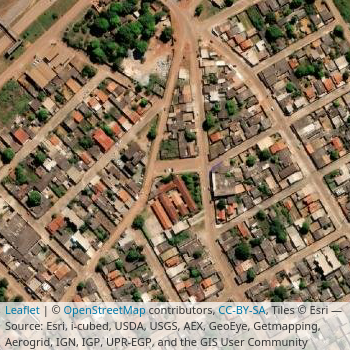 Leaflet | © OpenStreetMap contributors, CC-BY-SA, Tiles © Esri —
Source: Esri, i-cubed, USDA, USGS, AEX, GeoEye, Getmapping,
Aerogrid, IGN, IGP, UPR-EGP, and the GIS User Community